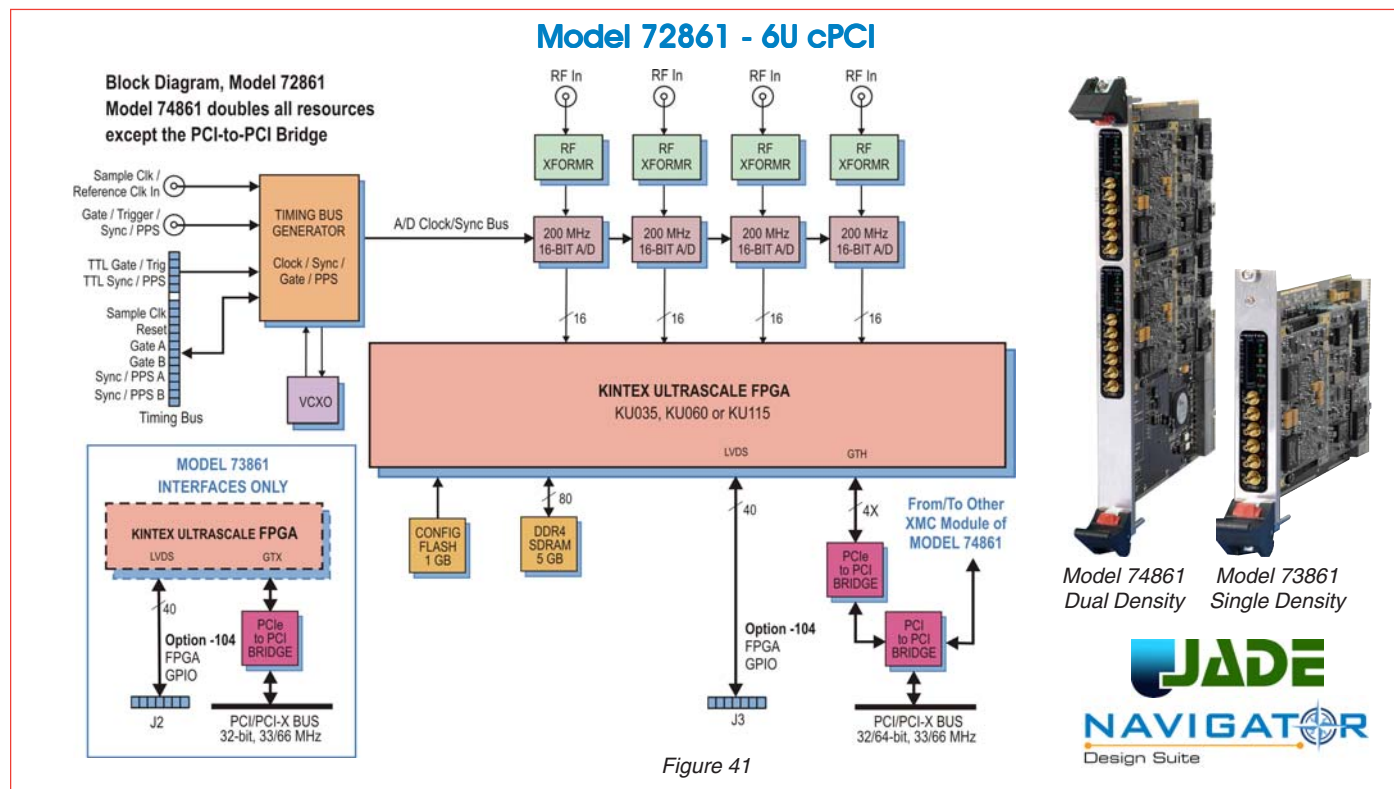 Model 72861 - 6U cPCI
Block Diagram, Model 72861
Model 74861 doubles all resources
except the PCI-to-PCI Bridge
RF In
RF In
RF In
RF In
RF
XFORMR
RF
XFORMR
RF
XFORMR
RF
XFORMR
Sample Clk /
Reference Clk In
Gate / Trigger /
Sync / PPS
TTL Gate / Trig
TTL Sync / PPS
Sample Clk
Reset
Gate A
Gate B
Sync / PPS A
Sync / PPS B
Timing Bus
TIMING BUS
GENERATOR
Clock / Sync /
Gate / PPS
VCXO
A/D Clock/Sync Bus
200 MHz
16-BIT A/D
200 MHz
16-BIT A/D
200 MHz
16-BIT A/D
200 MHz
16-BIT A/D
16
16
16
16
KINTEX ULTRASCALE FPGA
KU035, KU060 or KU115
LVDS
GTH
MODEL 73861
INTERFACES ONLY
KINTEX ULTRASCALE FPGA
LVDS
GTX
40
Option -104
FPGA
GPIO
PCIe
to PCI
BRIDGE
J2
PCI/PCI-X BUS
32-bit, 33/66 MHz
CONFIG
FLASH
1 GB
80
DDR4
SDRAM
5 GB
40
Option -104
FPGA
GPIO
J3
4X
PCIe
to PCI
BRIDGE
From/To Other
XMC Module of
MODEL 74861
PCI
to PCI
BRIDGE
PCI/PCI-X BUS
32/64-bit, 33/66 MHz
Figure 41
Model 74861
Dual Density
Model 73861
Single Density
JADE
NAVIGATOR
Design Suite